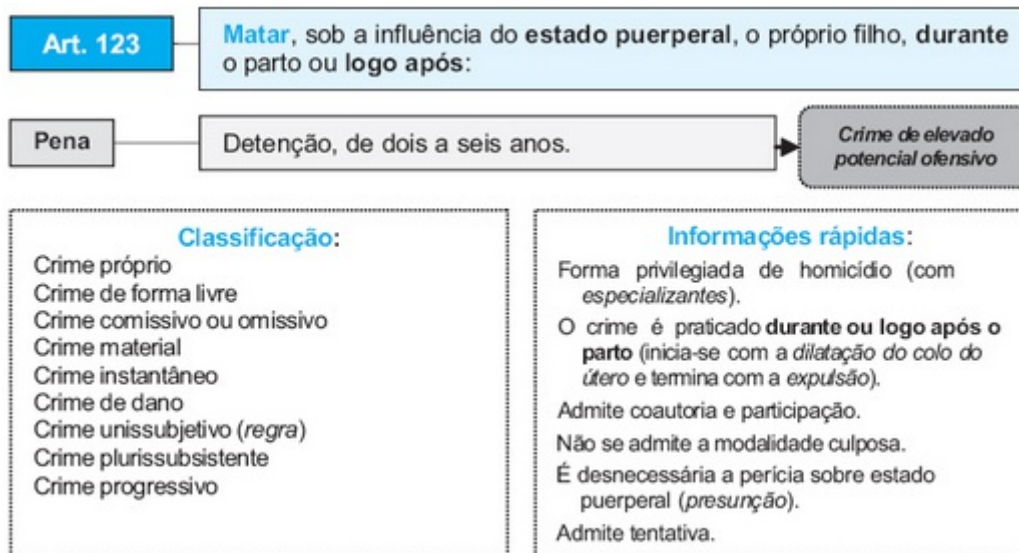 Art. 123
Matar, sob a influência do estado puerperal, o próprio filho, durante
o parto ou logo após:
Pena
Detenção, de dois a seis anos.
Crime de elevado
potencial ofensivo
Classificação:
Crime próprio
Crime de forma livre
Crime comissivo ou omissivo
Crime material
Crime instantâneo
Crime de dano
Crime unissubjetivo (regra)
Crime plurissubsistente
Crime progressivo
Informações rápidas:
Forma privilegiada de homicídio (com
especializantes).
O crime é praticado durante ou logo após o
parto (inicia-se com a dilatação do colo do
útero e termina com a expulsão).
Admite coautoria e participação.
Não se admite a modalidade culposa.
É desnecessária a perícia sobre estado
puerperal (presunção).
Admite tentativa.